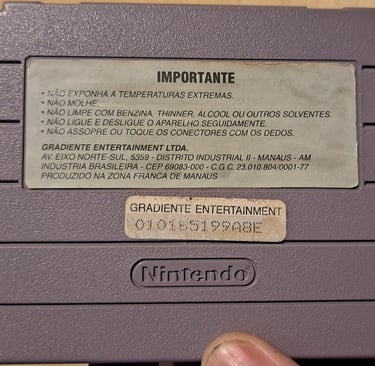 IMPORTANTE
• NÃO EXPONHA A TEMPERATURAS EXTREMAS.
• NÃO MOLHE.
• NÃO LIMPE COM BENZINA, THINNER, ÁLCOOL OU OUTROS SOLVENTES.
• NÃO LIGUE E DESLIGUE O APARELHO SEGUIDAMENTE.
• NÃO ASSOPRE OU TOQUE OS CONECTORES COM OS DEDOS.
GRADIENTE ENTERTAINMENT LTDA.
AV. EIXO NORTE-SUL, 5359 - DISTRITO INDUSTRIAL II - MANAUS - AM
INDÚSTRIA BRASILEIRA - CEP 69083-000 - C.G.C. 23.010.804/0001-77
PRODUZIDO NA ZONA FRANCA DE MANAUS
GRADIENTE ENTERTAINMENT
010165199A8E
Nintendo